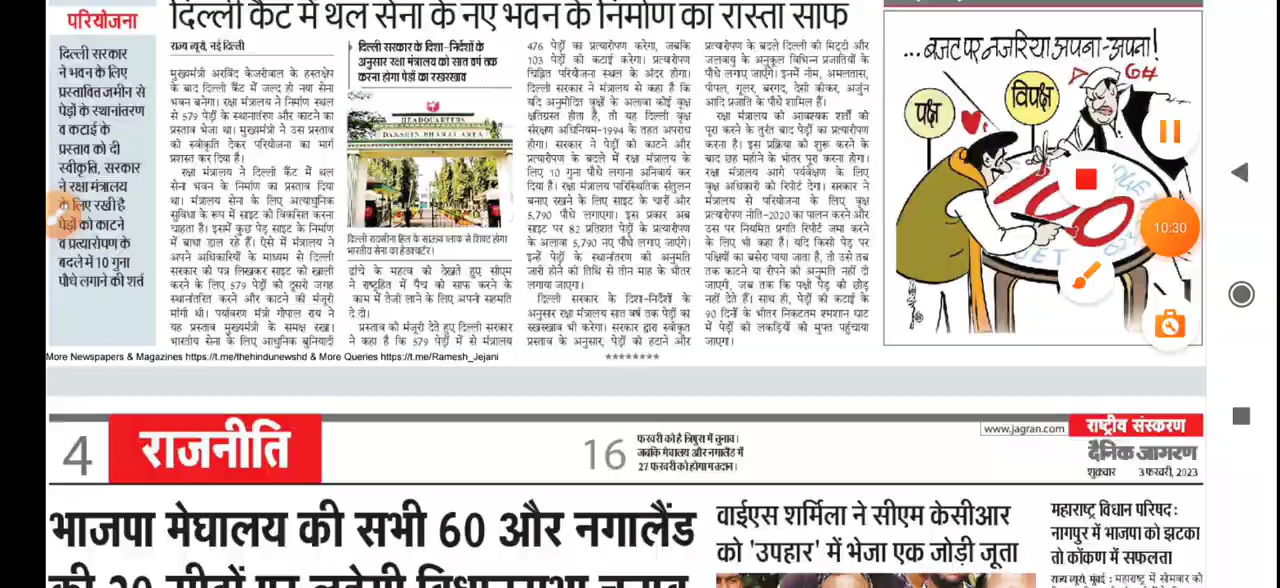 परियोजना
दिल्ली सरकार
ने भवन के लिए
प्रस्तावित जमीन से
पेड़ों के स्थानांतरण
व कटाई के
प्रस्ताव को दी
स्वीकृति, सरकार
ने रक्षा मंत्रालय
के लिए रखी है
पेड़ों को काटने
व प्रत्यारोपण के
बदले में 10 गुना
पौधे लगाने की शर्त
दिल्ली कैंट में थल सेना के नए भवन के निर्माण का रास्ता साफ
राज्य ब्यूरो, नई दिल्ली
मुख्यमंत्री अरविंद केजरीवाल के हस्तक्षेप
के बाद दिल्ली कैंट में जल्द ही नया सेना
भवन बनेगा। रक्षा मंत्रालय ने निर्माण स्थल
से 579 पेड़ों के स्थानांतरण और काटने का
प्रस्ताव भेजा था। मुख्यमंत्री ने उस प्रस्ताव
को स्वीकृति देकर परियोजना का मार्ग
प्रशस्त कर दिया है।
रक्षा मंत्रालय ने दिल्ली कैंट में थल
सेना भवन के निर्माण का प्रस्ताव दिया
था। मंत्रालय सेना के लिए अत्याधुनिक
सुविधा के रूप में साइट को विकसित करना
चाहता है। इसमें कुछ पेड़ साइट के निर्माण
में बाधा डाल रहे हैं। ऐसे में मंत्रालय ने
अपने अधिकारियों के माध्यम से दिल्ली
सरकार को पत्र लिखकर साइट को खाली
करने के लिए 579 पेड़ों को दूसरी जगह
स्थानांतरित करने और काटने की मंजूरी
मांगी थी। पर्यावरण मंत्री गोपाल राय ने
यह प्रस्ताव मुख्यमंत्री के समक्ष रखा।
भारतीय सेना के लिए आधुनिक बुनियादी
दिल्ली सरकार के दिशा-निर्देशों के
अनुसार रक्षा मंत्रालय को सात वर्ष तक
करना होगा पेड़ों का रखरखाव
HEADQUARTERS
DAKSHIN BHARAT AREA
दिल्ली रायसीना हिल के साउथ ब्लाक से शिफ्ट होगा
भारतीय सेना का हेडक्वार्टर।
ढांचे के महत्व को देखते हुए सीएम
ने राष्ट्रहित में पैच को साफ करने के
काम में तेजी लाने के लिए अपनी सहमति
दे दी।
प्रस्ताव को मंजूरी देते हुए दिल्ली सरकार
ने कहा है कि 579 पेड़ों में से मंत्रालय
476 पेड़ों का प्रत्यारोपण करेगा, जबकि
103 पेड़ों की कटाई करेगा। प्रत्यारोपण
चिह्नित परियोजना स्थल के अंदर होगा।
दिल्ली सरकार ने मंत्रालय से कहा है कि
यदि अनुमोदित वृक्षों के अलावा कोई वृक्ष
क्षतिग्रस्त होता है, तो यह दिल्ली वृक्ष
संरक्षण अधिनियम-1994 के तहत अपराध
होगा। सरकार ने पेड़ों को काटने और
प्रत्यारोपण के बदले में रक्षा मंत्रालय के
लिए 10 गुना पौधे लगाना अनिवार्य कर
दिया है। रक्षा मंत्रालय पारिस्थितिक संतुलन
बनाए रखने के लिए साइट के चारों और
5,790 पौधे लगाएगा। इस प्रकार अब
साइट पर 82 प्रतिशत पेड़ों के प्रत्यारोपण
के अलावा 5,790 नए पौधे लगाए जाएंगे।
इन्हें पेड़ों के स्थानांतरण की अनुमति
जारी होने की तिथि से तीन माह के भीतर
लगाया जाएगा।
दिल्ली सरकार के दिशा-निर्देशों के
अनुसार रक्षा मंत्रालय सात वर्ष तक पेड़ों का
रखरखाव भी करेगा। सरकार द्वारा स्वीकृत
प्रस्ताव के अनुसार, पेड़ों को हटाने और
प्रत्यारोपण के बदले दिल्ली की मिट्टी और
जलवायु के अनुकूल विभिन्न प्रजातियों के
पौधे लगाए जाएंगे। इनमें नीम, अमलतास,
पीपल, गूलर, बरगद, देसी कीकर, अर्जुन
आदि प्रजाति के पौधे शामिल हैं।
रक्षा मंत्रालय को आवश्यक शर्तों को
पूरा करने के तुरंत बाद पेड़ों का प्रत्यारोपण
करना है। इस प्रक्रिया को शुरू करने के
बाद छह महीने के भीतर पूरा करना होगा।
रक्षा मंत्रालय आगे पर्यवेक्षण के लिए
वृक्ष अधिकारी को रिपोर्ट देगा। सरकार ने
मंत्रालय से परियोजना के लिए वृक्ष
प्रत्यारोपण नीति-2020 का पालन करने और
उस पर नियमित प्रगति रिपोर्ट जमा करने
के लिए भी कहा है। यदि किसी पेड़ पर
पक्षियों का बसेरा पाया जाता है, तो उसे तब
तक काटने या रोपने की अनुमति नहीं दी
जाएगी, जब तक कि पक्षी पेड़ की छोड़
नहीं देते हैं। साथ ही, पेड़ों की कटाई के
90 दिनों के भीतर निकटतम श्मशान घाट
में पेड़ों की लकड़ियों को मुफ्त पहुंचाया
जाएगा।
********
...बजट पर नजरिया अपना-अपना!
पक्ष
विपक्ष
10:30
More Newspapers & Magazines https://t.me/thehindunewshd & More Queries https://t.me/Ramesh_Jejani
4
राजनीति
16
फरवरी को है त्रिपुरा में चुनाव।
जबकि मेघालय और नगालैंड में
27 फरवरी को होगा मतदान।
www.jagran.com
राष्ट्रीय संस्करण
दैनिक जागरण
शुक्रवार 3 फरवरी, 2023
भाजपा मेघालय की सभी 60 और नगालैंड
की 20 सीटों पर लड़ेगी विधानसभा चुनाव
वाईएस शर्मिला ने सीएम केसीआर
को 'उपहार' में भेजा एक जोड़ी जूता
महाराष्ट्र विधान परिषद :
नागपुर में भाजपा को झटका
तो कोंकण में सफलता
राज्य ब्यूरो, मुंबई : महाराष्ट्र में सोमवार को